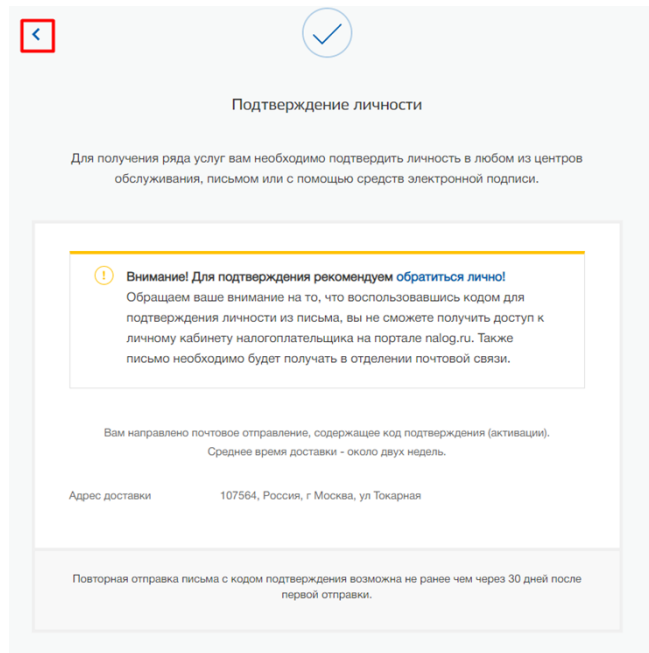 Подтверждение личности
Для получения ряда услуг вам необходимо подтвердить личность в любом из центров
обслуживания, письмом или с помощью средств электронной подписи.
Внимание! Для подтверждения рекомендуем обратиться лично!
Обращаем ваше внимание на то, что воспользовавшись кодом для
подтверждения личности из письма, вы не сможете получить доступ к
личному кабинету налогоплательщика на портале nalog.ru. Также
письмо необходимо будет получать в отделении почтовой связи.
Вам направлено почтовое отправление, содержащее код подтверждения (активации).
Среднее время доставки - около двух недель.
Адрес доставки 107564, Россия, г Москва, ул Токарная
Повторная отправка письма с кодом подтверждения возможна не ранее чем через 30 дней после
первой отправки.